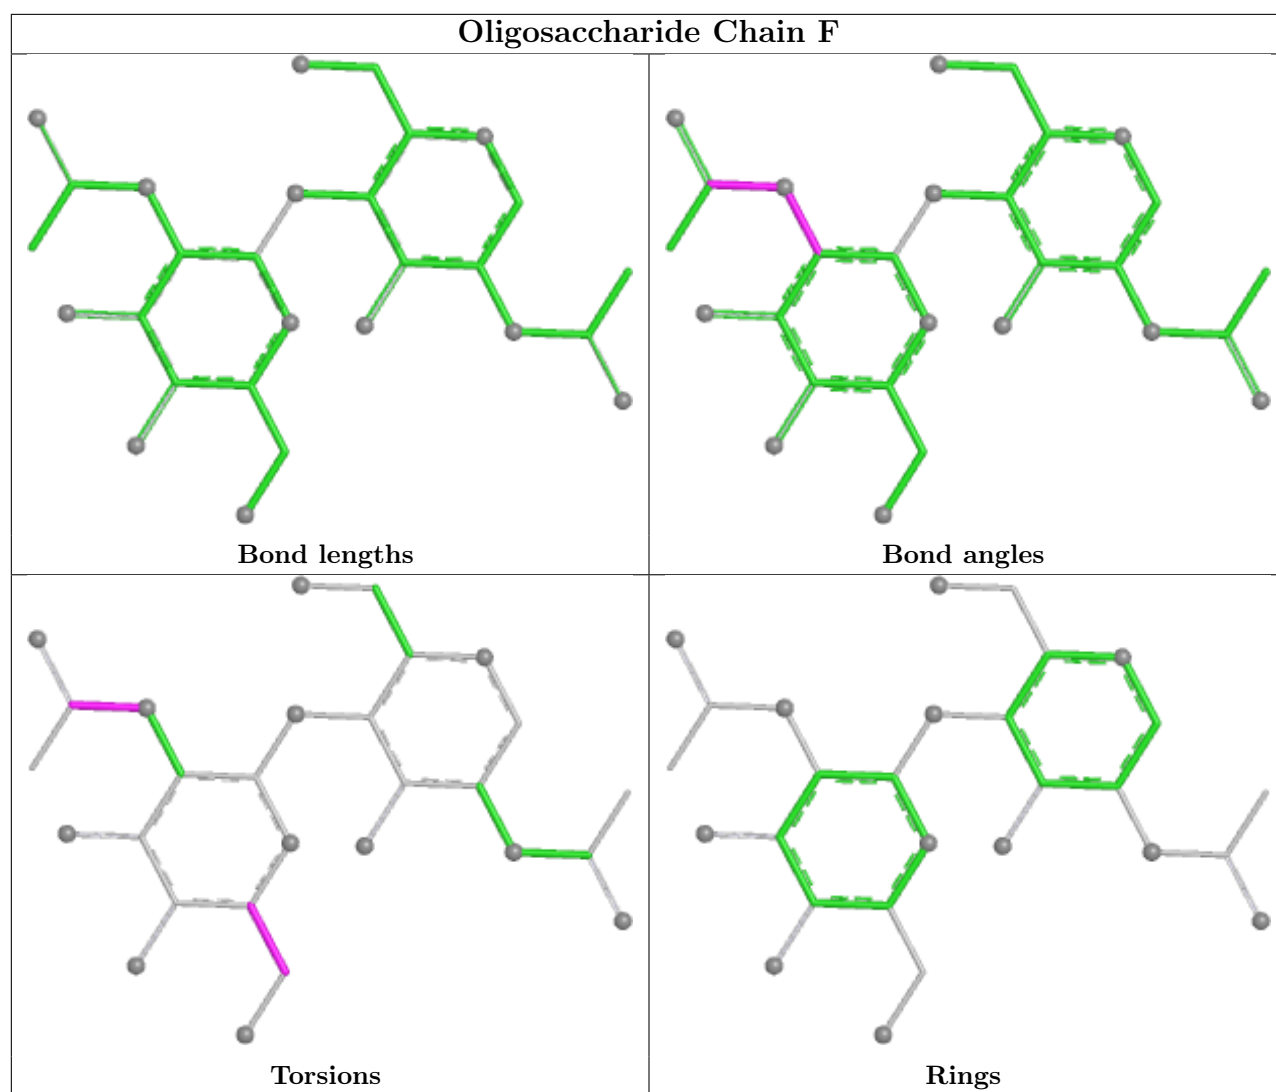 Oligosaccharide Chain F
Bond lengths
Bond angles
Torsions
Rings